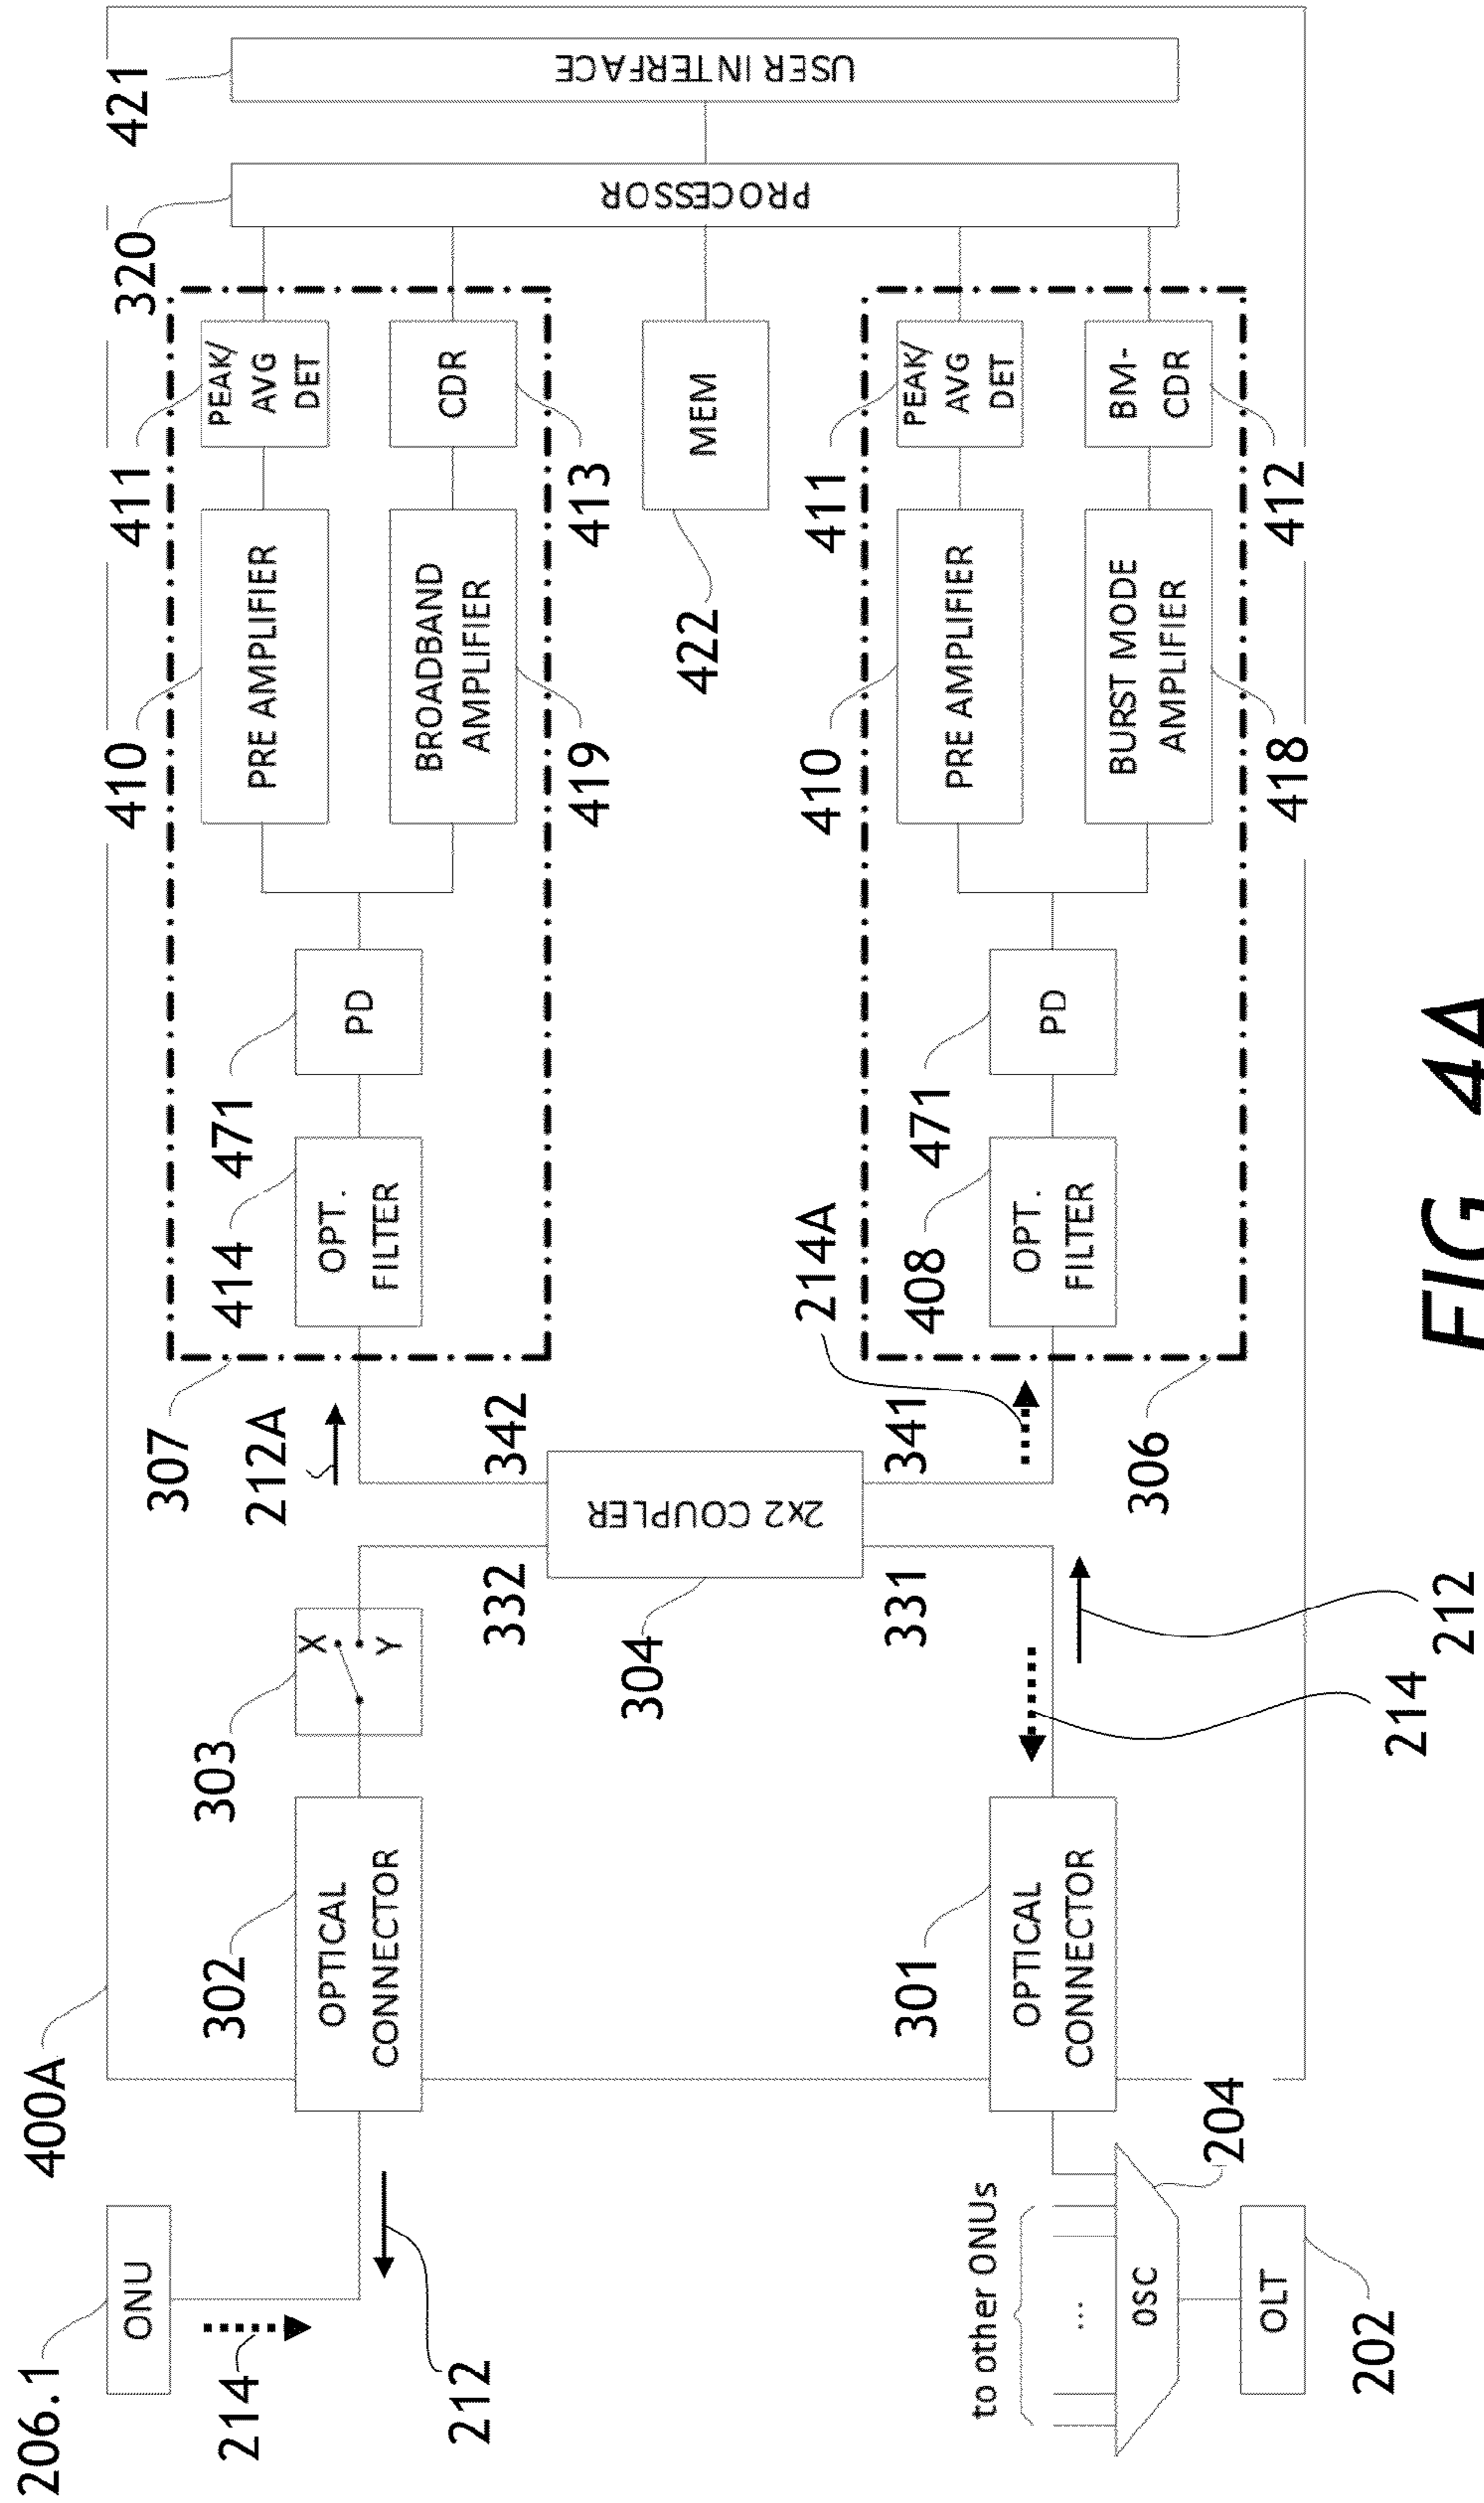 206.1
400A
ONU
302
303
307
414
471
410
411
320
421
214
212
OPTICAL
CONNECTOR
X
Y
212A
OPT.
FILTER
PD
PRE AMPLIFIER
PEAK/
AVG
DET
BROADBAND
AMPLIFIER
CDR
419
413
332
342
304
2x2 COUPLER
331
341
422
MEM
PROCESSOR
USER INTERFACE
to other ONUs
...
OSC
204
OLT
202
301
OPTICAL
CONNECTOR
214
212
214A
306
408
471
410
411
OPT.
FILTER
PD
PRE AMPLIFIER
PEAK/
AVG
DET
BURST MODE
AMPLIFIER
BM-
CDR
418
412
FIG. 4A